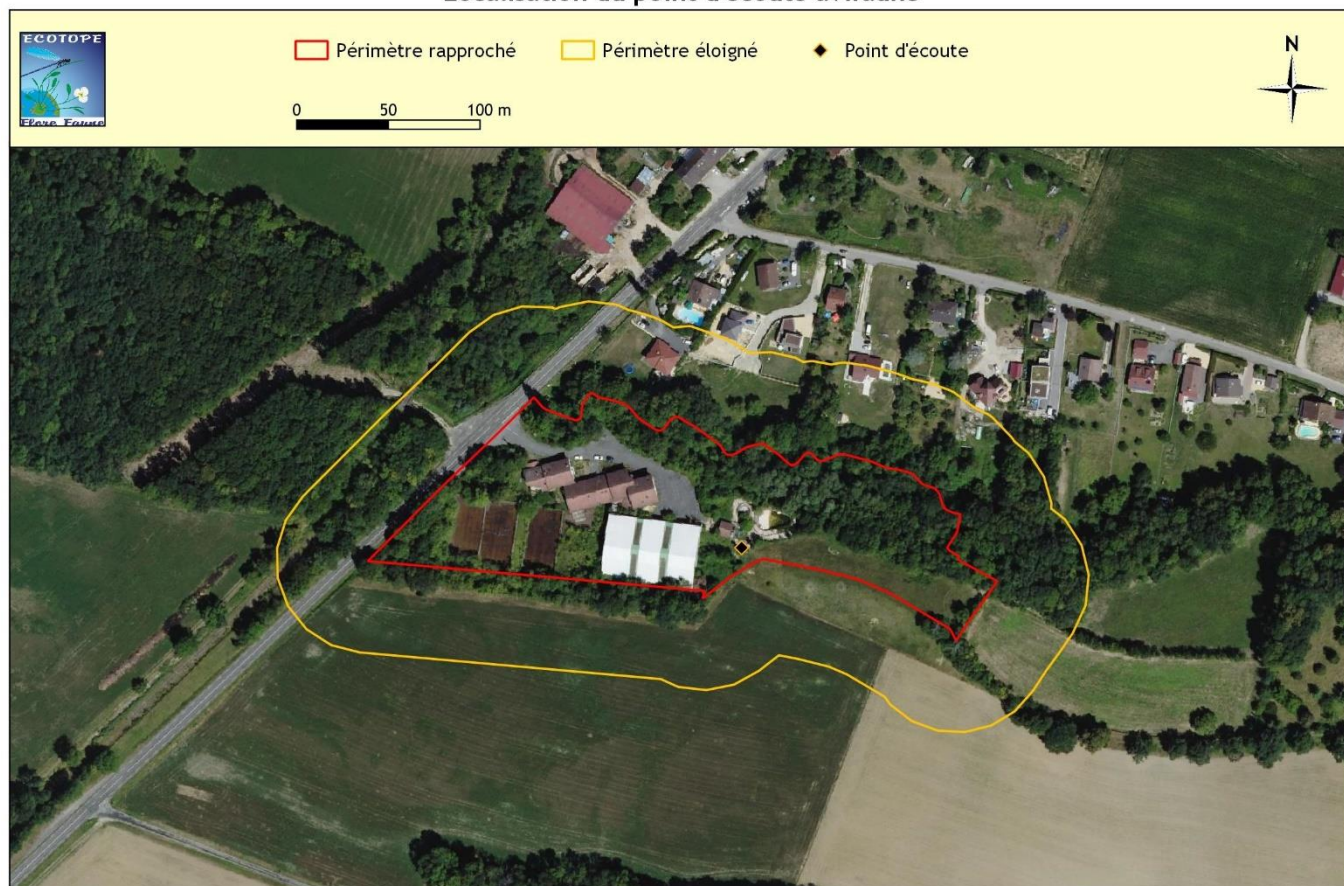 Localisation du point d'écoute avifaune
ECOTOPE
Flore Faune
Périmètre rapproché
Périmètre éloigné
Point d'écoute
N
0 50 100 m